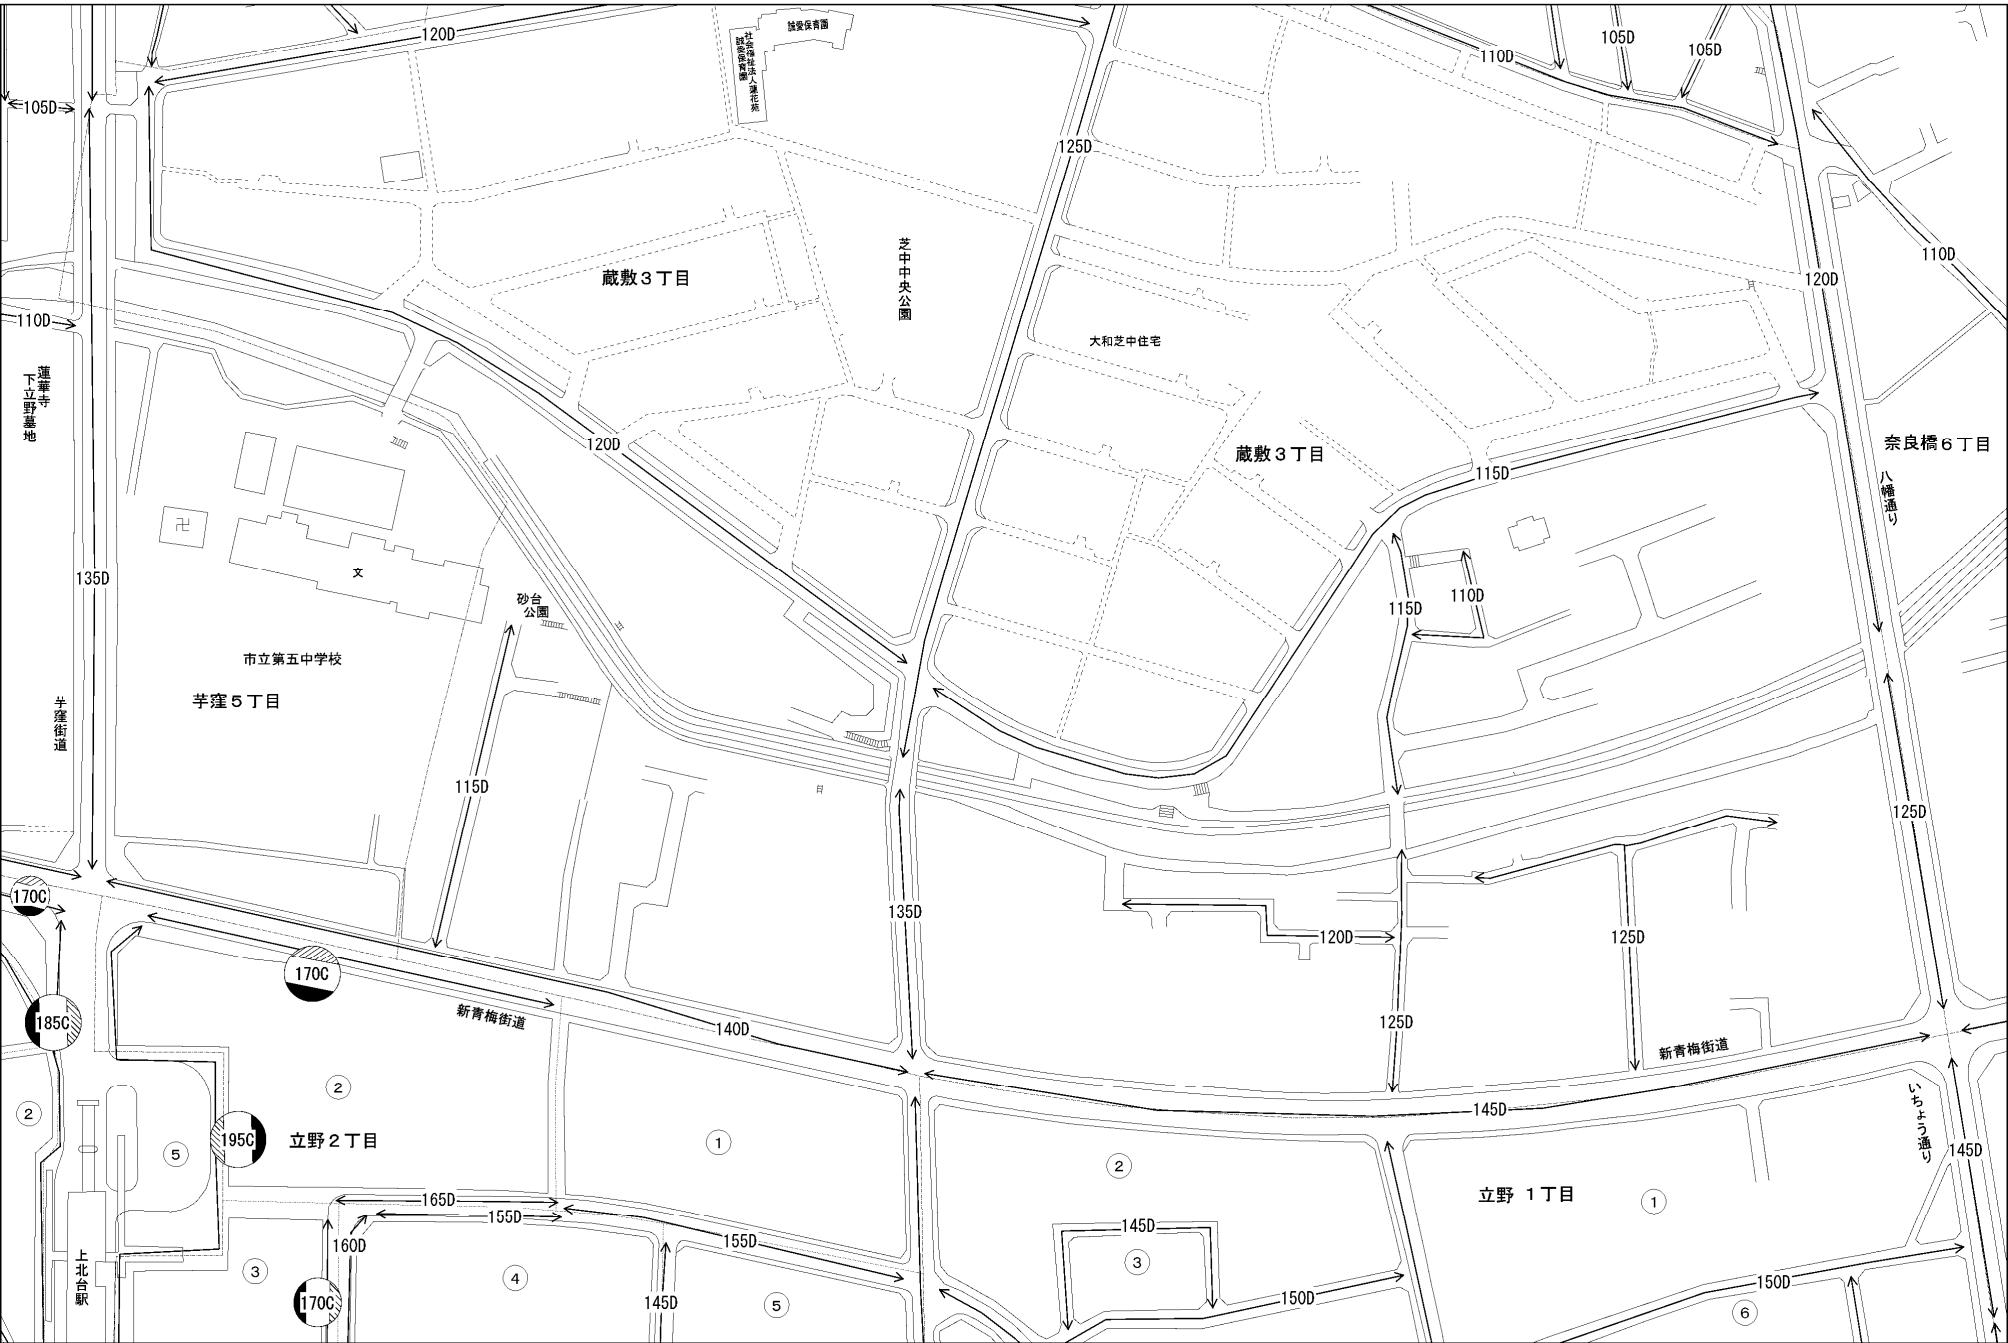 120D
誠愛保育園
社会福祉法人蓮花苑
誠愛保育園
110D
105D
105D
105D
125D
芝中中央公園
蔵敷3丁目
110D
120D
110D
大和芝中住宅
蓮華寺
下立野墓地
120D
蔵敷3丁目
115D
奈良橋6丁目
八幡通り
卍
文
135D
砂台
公園
115D
110D
市立第五中学校
芋窪5丁目
芋窪街道
115D
125D
170C
135D
120D
125D
170C
185C
新青梅街道
140D
125D
新青梅街道
145D
いちょう通り
2
2
195C
立野2丁目
5
1
2
145D
立野 1丁目
1
165D
155D
160D
155D
145D
上北台駅
3
4
3
150D
150D
170C
145D
5
6